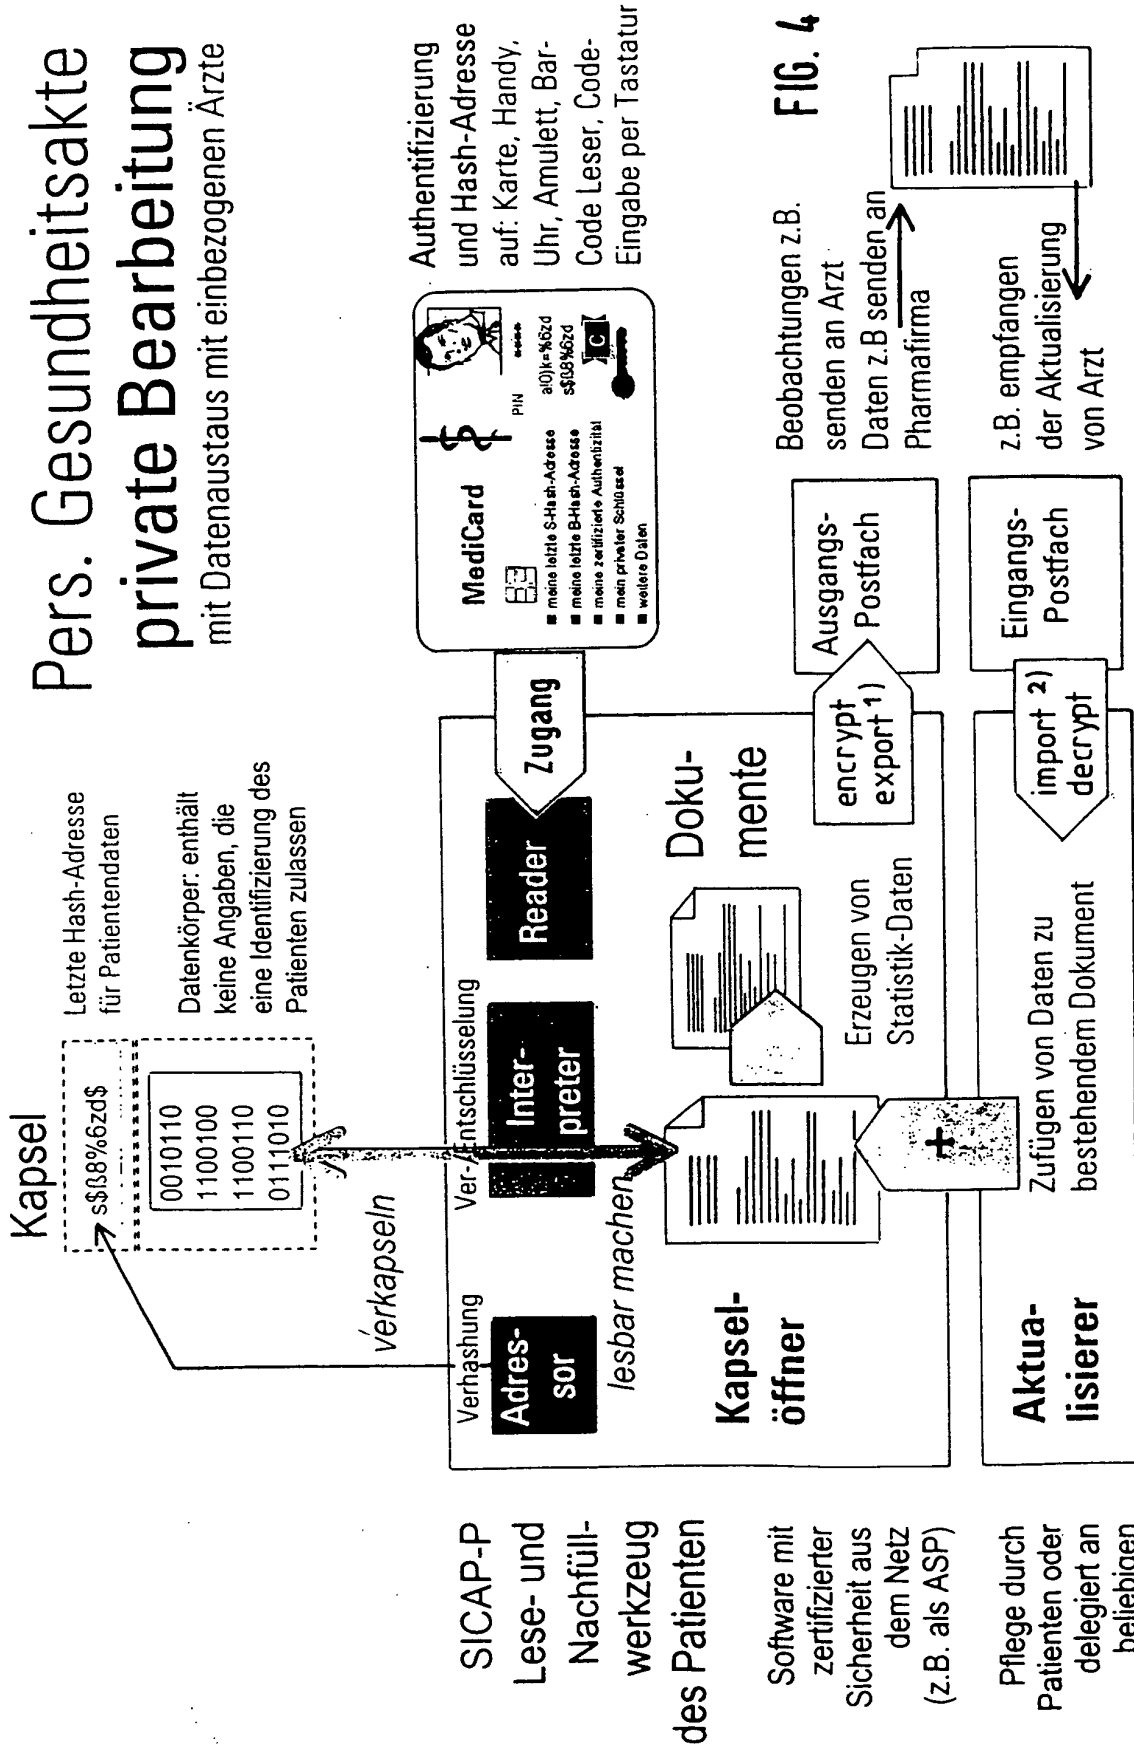 Pers. Gesundheitsakte
private Bearbeitung
mit Datenaustaus mit einbezogenen Ärzte
Kapsel
s$ß8%6zd$
Letzte Hash-Adresse
für Patientendaten
0010110
1100100
1100110
0111010
Datenkörper: enthält
keine Angaben, die
eine Identifizierung des
Patienten zulassen
verkapseln
Authentifizierung
und Hash-Adresse
auf: Karte, Handy,
Uhr, Amulett, Bar-
Code Leser, Code-
Eingabe per Tastatur
MediCard
PIN
meine letzte S-Hash-Adresse
meine letzte B-Hash-Adresse
meine zertifizierte Authentizität
mein privater Schlüssel
weitere Daten
s$ß8%6zd
C
SICAP-P
Lese- und
Nachfüll-
werkzeug
des Patienten
Verhashung
Adres-
sor
Ver-/Entschlüsselung
Inter-
preter
Reader
Zugang
lesbar machen
Kapsel-
öffner
Doku-
mente
Erzeugen von
Statistik-Daten
encrypt
export 1)
Ausgangs-
Postfach
Beobachtungen z.B.
senden an Arzt
Daten z.B senden an
Pharmafirma
FIG. 4
Software mit
zertifizierter
Sicherheit aus
dem Netz
(z.B. als ASP)
+
Aktua-
lisierer
Zufügen von Daten zu
bestehendem Dokument
import 2)
decrypt
Eingangs-
Postfach
z.B. empfangen
der Aktualisierung
von Arzt
Pflege durch
Patienten oder
delegiert an
beliebigen